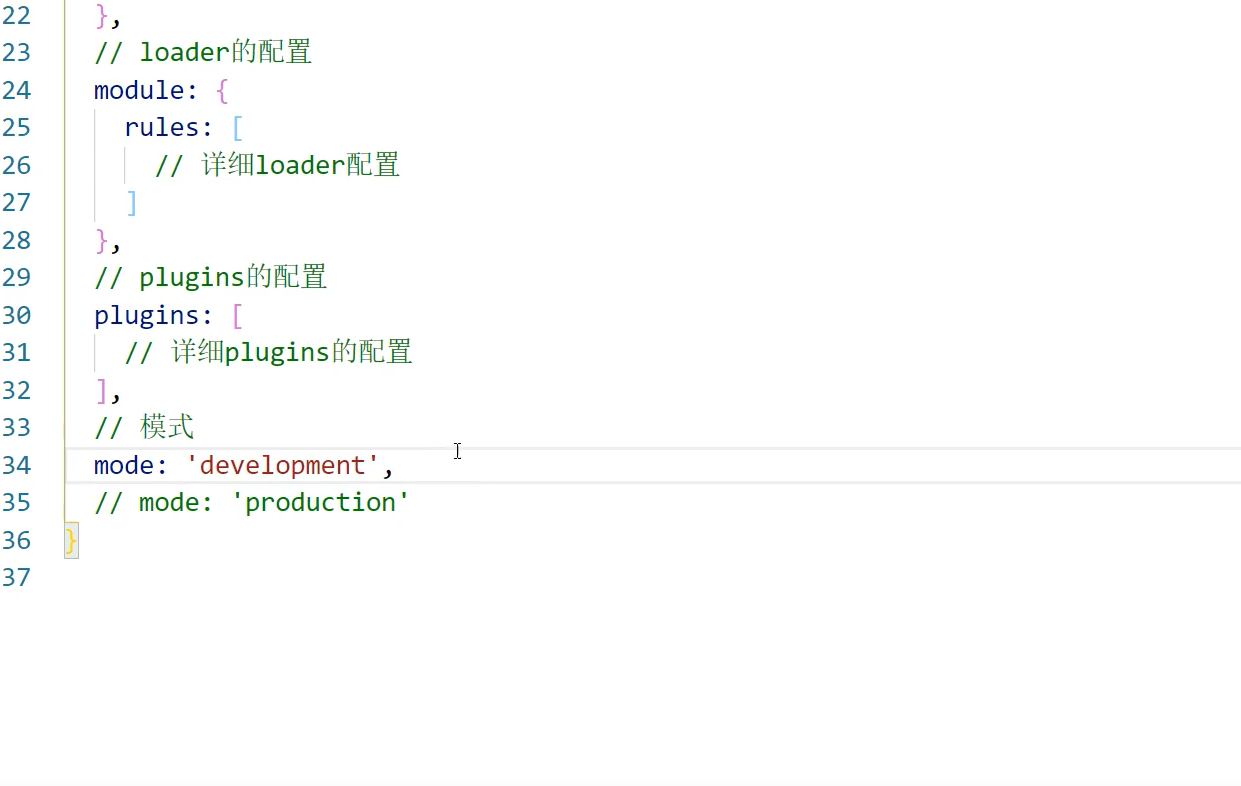 22 },
23 // loader的配置
24 module: {
25 rules: [
26 // 详细loader配置
27 ]
28 },
29 // plugins的配置
30 plugins: [
31 // 详细plugins的配置
32 ],
33 // 模式
34 mode: 'development',
35 // mode: 'production'
36 }
37